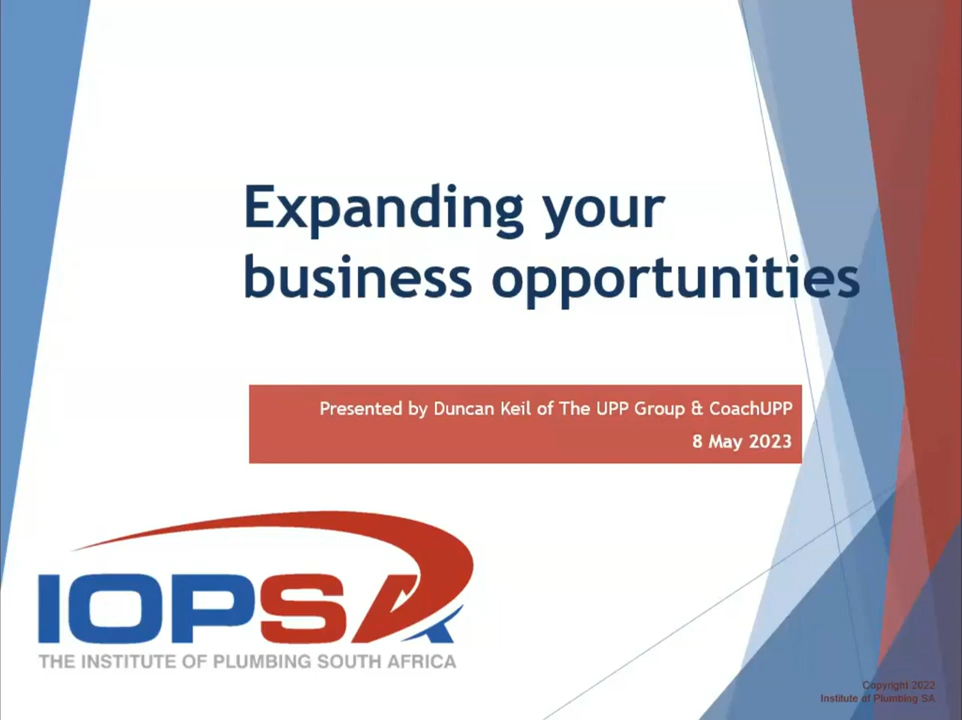 Expanding your
business opportunities
Presented by Duncan Keil of The UPP Group & CoachUPP
8 May 2023
IOPSA
THE INSTITUTE OF PLUMBING SOUTH AFRICA
Copyright 2022
Institute of Plumbing SA